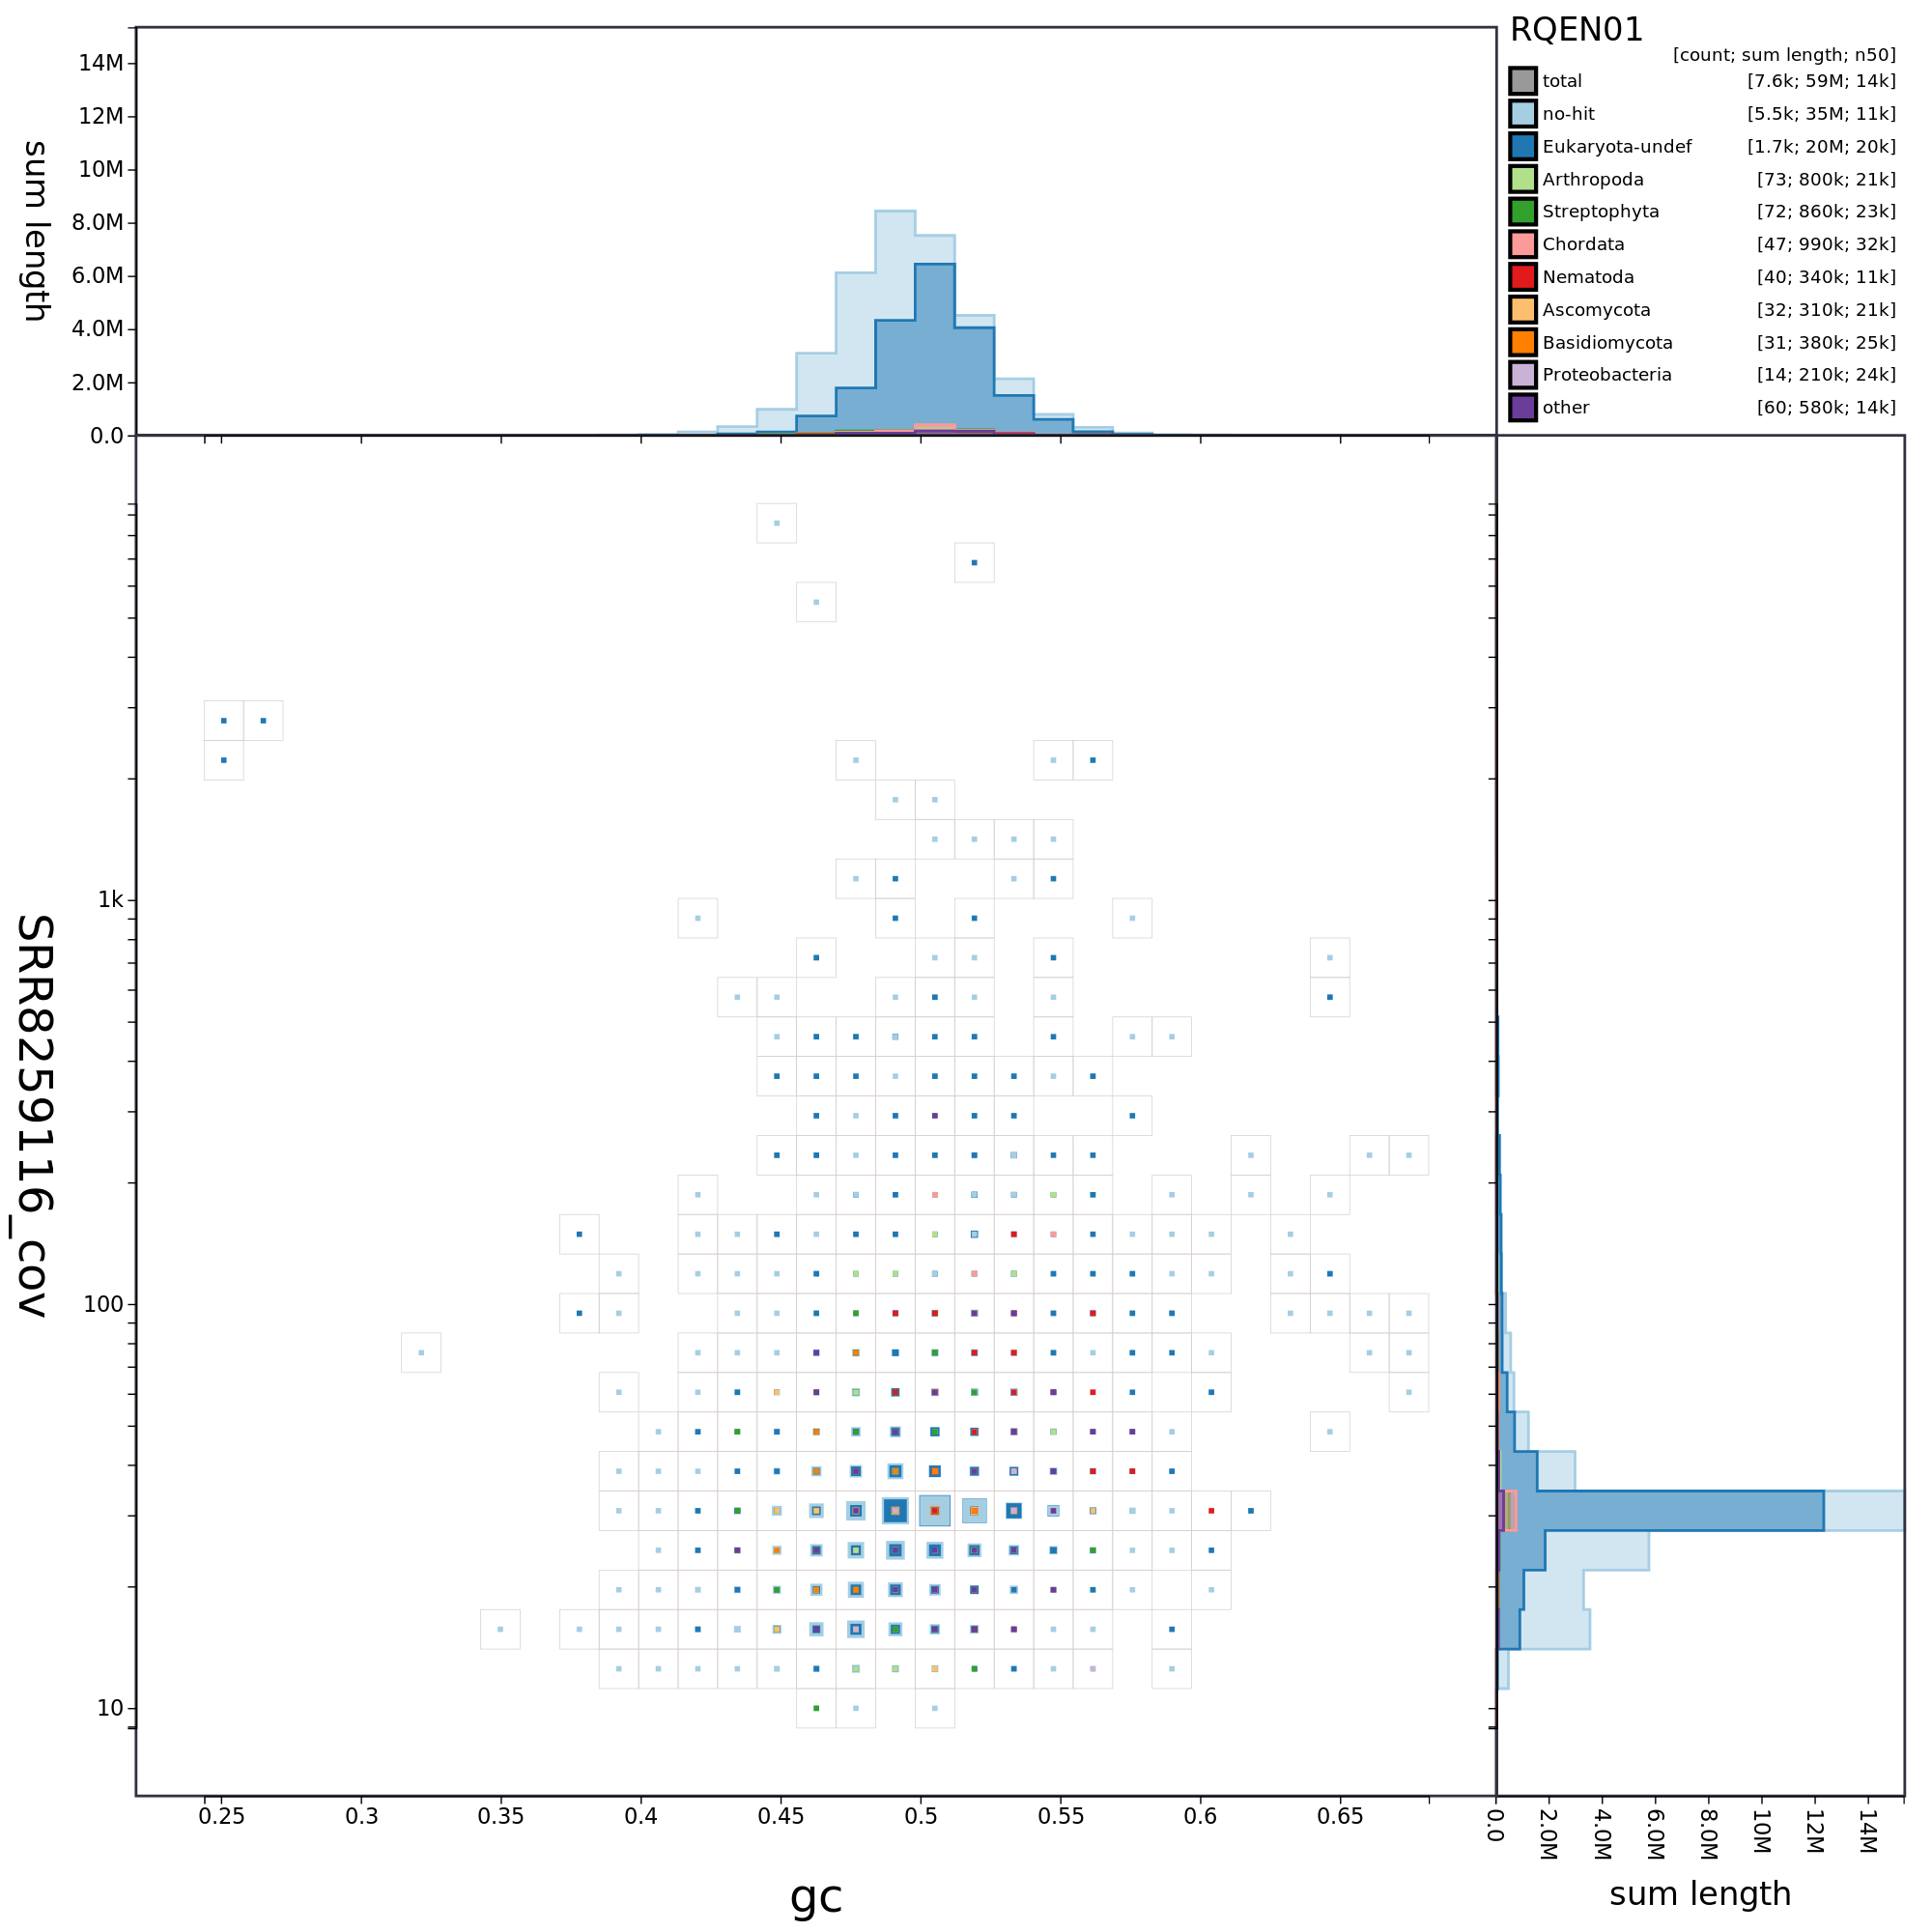 RQEN01
[count; sum length; n50]
total [7.6k; 59M; 14k]
no-hit [5.5k; 35M; 11k]
Eukaryota-undef [1.7k; 20M; 20k]
Arthropoda [73; 800k; 21k]
Streptophyta [72; 860k; 23k]
Chordata [47; 990k; 32k]
Nematoda [40; 340k; 11k]
Ascomycota [32; 310k; 21k]
Basidiomycota [31; 380k; 25k]
Proteobacteria [14; 210k; 24k]
other [60; 580k; 14k]
sum length
14M
12M
10M
8.0M
6.0M
4.0M
2.0M
0.0
SRR8259116_cov
1k
100
10
0.25 0.3 0.35 0.4 0.45 0.5 0.55 0.6 0.65
gc
0.0 2.0M 4.0M 6.0M 8.0M 10M 12M 14M
sum length